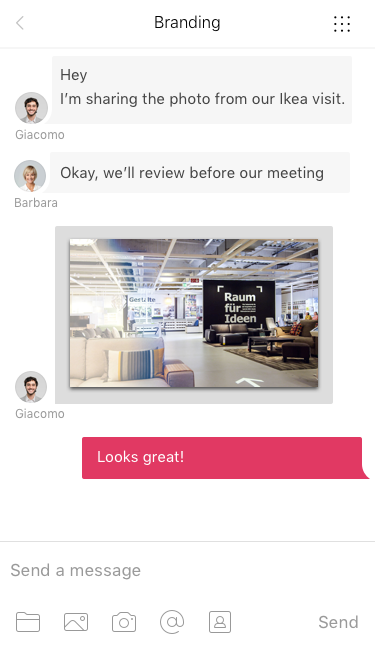 Branding
Hey
I’m sharing the photo from our Ikea visit.
Giacomo
Okay, we’ll review before our meeting
Barbara
Raum
für
Ideen
Giacomo
Looks great!
Send a message
Send